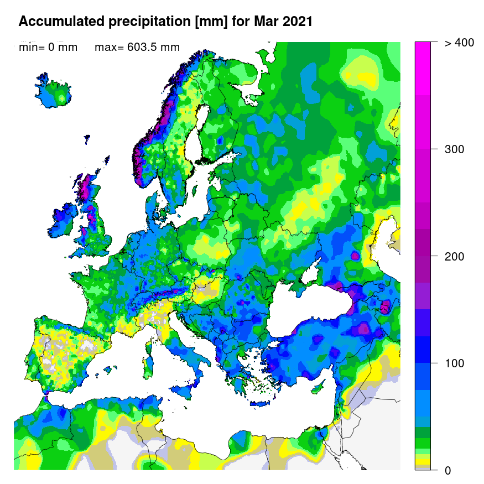 Accumulated precipitation [mm] for Mar 2021
min= 0 mm max= 603.5 mm
> 400
300
200
100
0